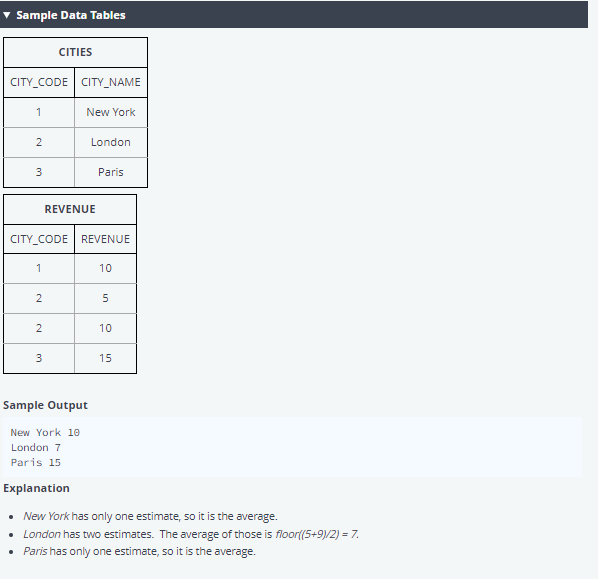 ▼ Sample Data Tables
CITIES
CITY_CODE CITY_NAME
1 New York
2 London
3 Paris
REVENUE
CITY_CODE REVENUE
1 10
2 5
2 10
3 15
Sample Output
New York 10
London 7
Paris 15
Explanation
• New York has only one estimate, so it is the average.
• London has two estimates.  The average of those is floor((5+9)/2) = 7.
• Paris has only one estimate, so it is the average.